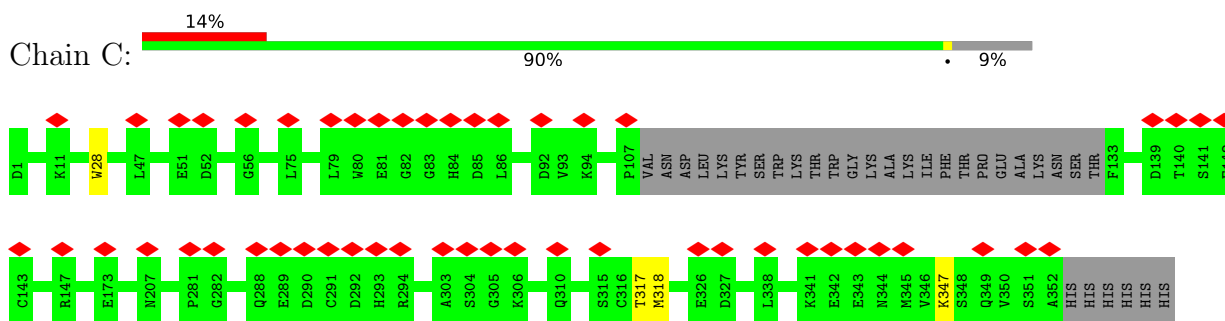 14%
Chain C:
90%
•
9%
D1 K11 W28 L47 E51 D52 G56 L75 L79 W80 E81 G82 G83 H84 D85 L86 D92 V93 K94 P107 VAL ASN ASP LEU LYS TYR SER TRP LYS THR TRP GLY LYS ALA LYS ILE PHE THR PRO GLU ALA LYS ASN SER THR F133 D139 T140 S141
C143 R147 E173 N207 P281 G282 Q288 E289 D290 C291 D292 H293 R294 A303 S304 G305 K306 Q310 S315 C316 T317 M318 E326 D327 L338 K341 E342 E343 N344 M345 V346 K347 S348 Q349 V350 S351 A352 HIS HIS HIS HIS HIS HIS